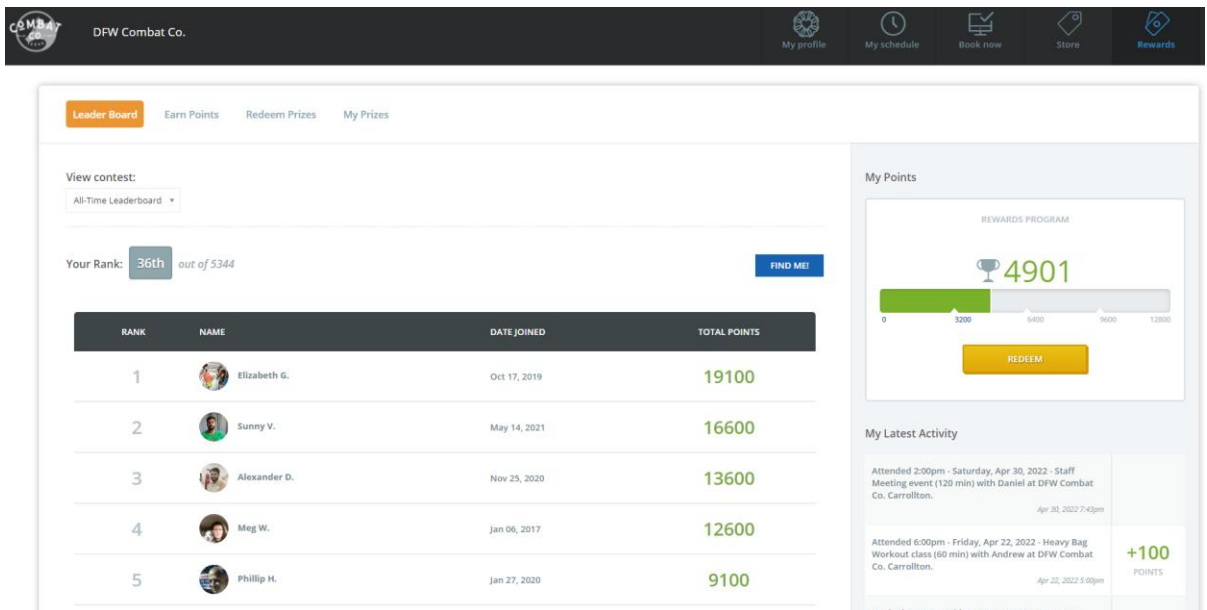 COMBAT
CO
DFW Combat Co.
My profile
My schedule
Book now
Store
Rewards
Leader Board
Earn Points
Redeem Prizes
My Prizes
View contest:
All-Time Leaderboard
Your Rank: 36th out of 5344
FIND ME!
RANK NAME DATE JOINED TOTAL POINTS
1 Elizabeth G. Oct 17, 2019 19100
2 Sunny V. May 14, 2021 16600
3 Alexander D. Nov 25, 2020 13600
4 Meg W. Jan 06, 2017 12600
5 Phillip H. Jan 27, 2020 9100
My Points
REWARDS PROGRAM
4901
0 3200 6400 9600 12800
REDEEM
My Latest Activity
Attended 2:00pm - Saturday, Apr 30, 2022 - Staff
Meeting event (120 min) with Daniel at DFW Combat
Co. Carrollton.
Apr 30, 2022 7:43pm
Attended 6:00pm - Friday, Apr 22, 2022 - Heavy Bag
Workout class (60 min) with Andrew at DFW Combat
Co. Carrollton.
Apr 22, 2022 5:00pm
+100
POINTS